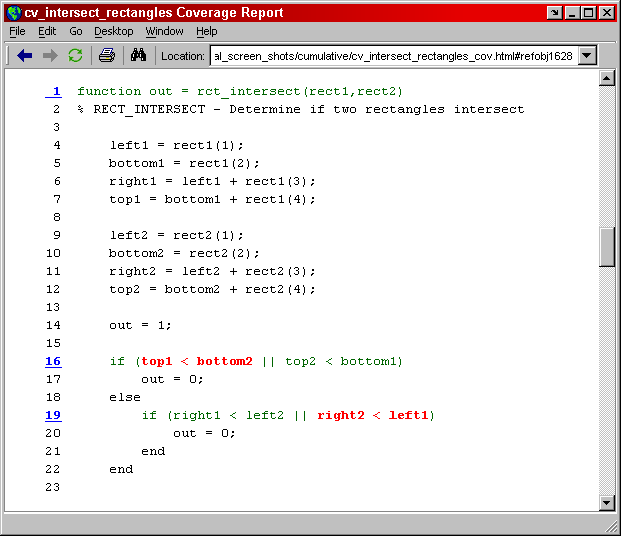 cv_intersect_rectangles Coverage Report
File Edit Go Desktop Window Help
Location: al_screen_shots/cumulative/cv_intersect_rectangles_cov.html#refobj1628
1 function out = rct_intersect(rect1,rect2)
2 % RECT_INTERSECT - Determine if two rectangles intersect
3
4 left1 = rect1(1);
5 bottom1 = rect1(2);
6 right1 = left1 + rect1(3);
7 top1 = bottom1 + rect1(4);
8
9 left2 = rect2(1);
10 bottom2 = rect2(2);
11 right2 = left2 + rect2(3);
12 top2 = bottom2 + rect2(4);
13
14 out = 1;
15
16 if (top1 < bottom2 || top2 < bottom1)
17 out = 0;
18 else
19 if (right1 < left2 || right2 < left1)
20 out = 0;
21 end
22 end
23